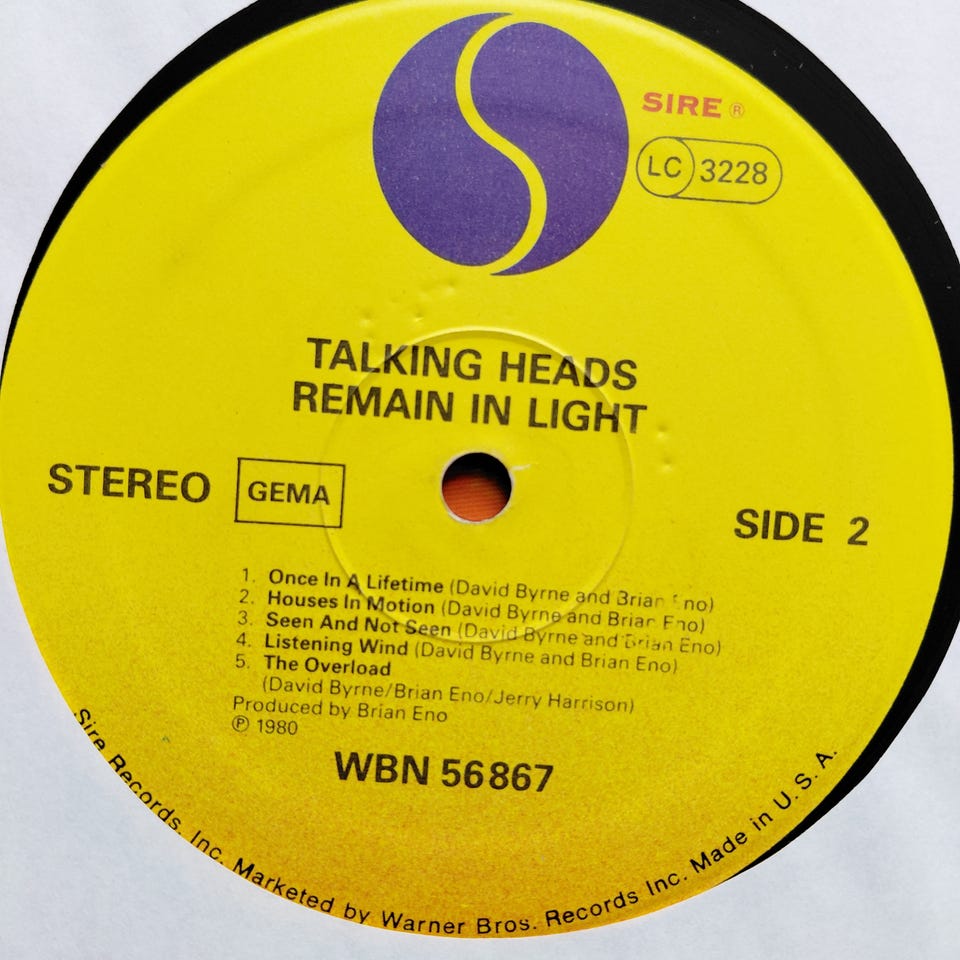 SIRE ®
LC 3228
TALKING HEADS
REMAIN IN LIGHT
STEREO GEMA
SIDE 2
1. Once In A Lifetime (David Byrne and Brian Eno)
2. Houses In Motion (David Byrne and Brian Eno)
3. Seen And Not Seen (David Byrne and Brian Eno)
4. Listening Wind (David Byrne and Brian Eno)
5. The Overload
(David Byrne/Brian Eno/Jerry Harrison)
Produced by Brian Eno
℗ 1980
WBN 56867
Sire Records, Inc. Marketed by Warner Bros. Records Inc. Made in U.S.A.